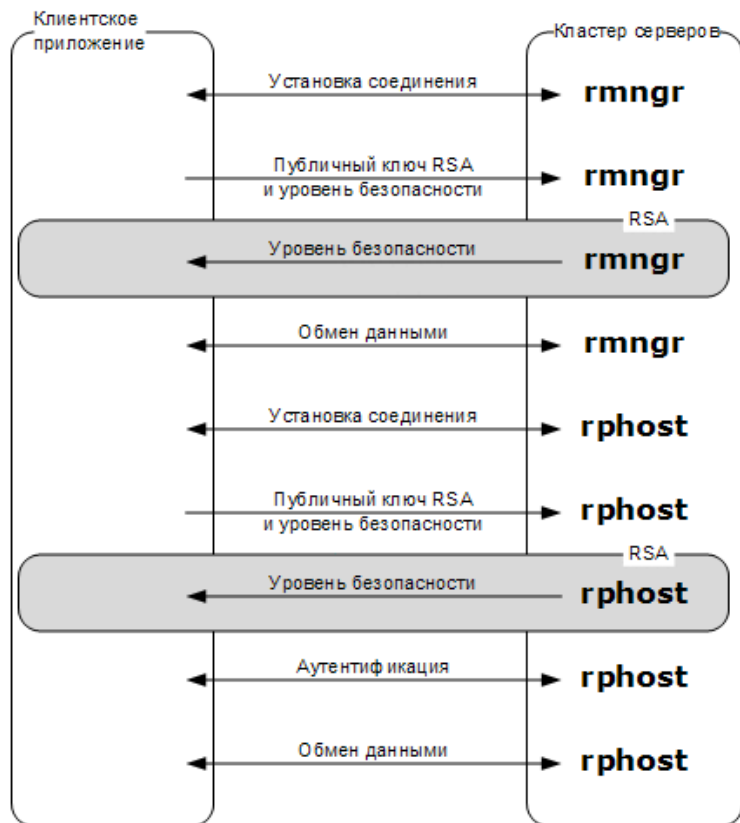 Клиентское
приложение
Кластер серверов
Установка соединения
rmngr
Публичный ключ RSA
и уровень безопасности
rmngr
RSA
Уровень безопасности
rmngr
Обмен данными
rmngr
Установка соединения
rphost
Публичный ключ RSA
и уровень безопасности
rphost
RSA
Уровень безопасности
rphost
Аутентификация
rphost
Обмен данными
rphost